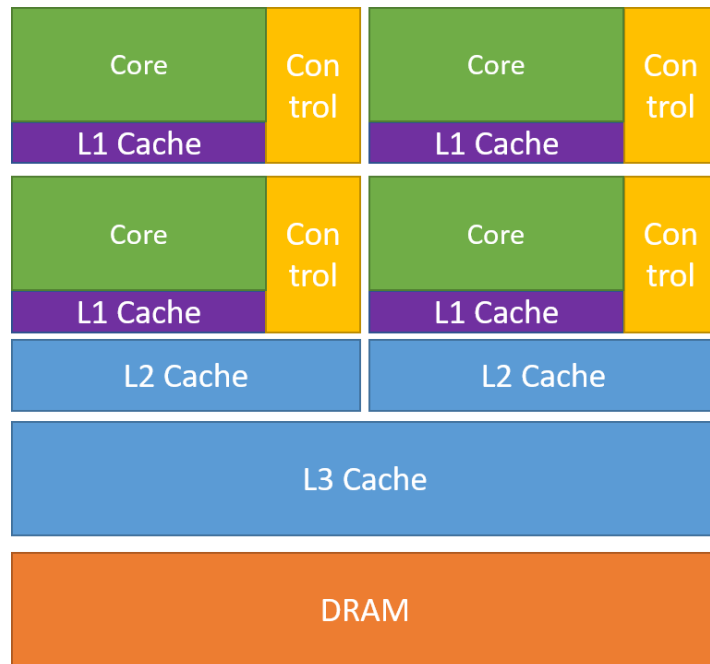 Core
Con
trol
Core
Con
trol
L1 Cache
L1 Cache
Core
Con
trol
Core
Con
trol
L1 Cache
L1 Cache
L2 Cache
L2 Cache
L3 Cache
DRAM